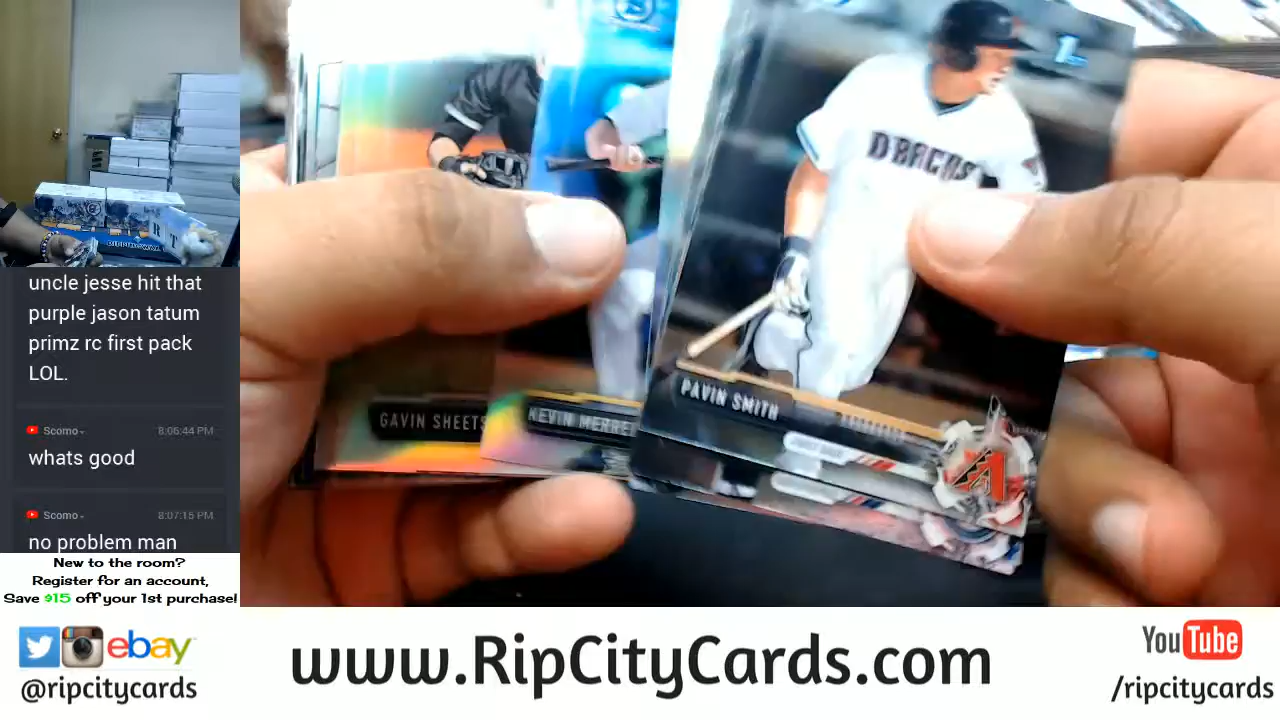 uncle jesse hit that
purple jason tatum
primz rc first pack
LOL.
Scomo
8:06:44 PM
whats good
Scomo
8:07:15 PM
no problem man
New to the room?
Register for an account,
Save $15 off your 1st purchase!
ebay
@ripcitycards
www.RipCityCards.com
YouTube
/ripcitycards
DRAGONS
PAVIN SMITH
GAVIN SHEETS
KEVIN MERRE
R T